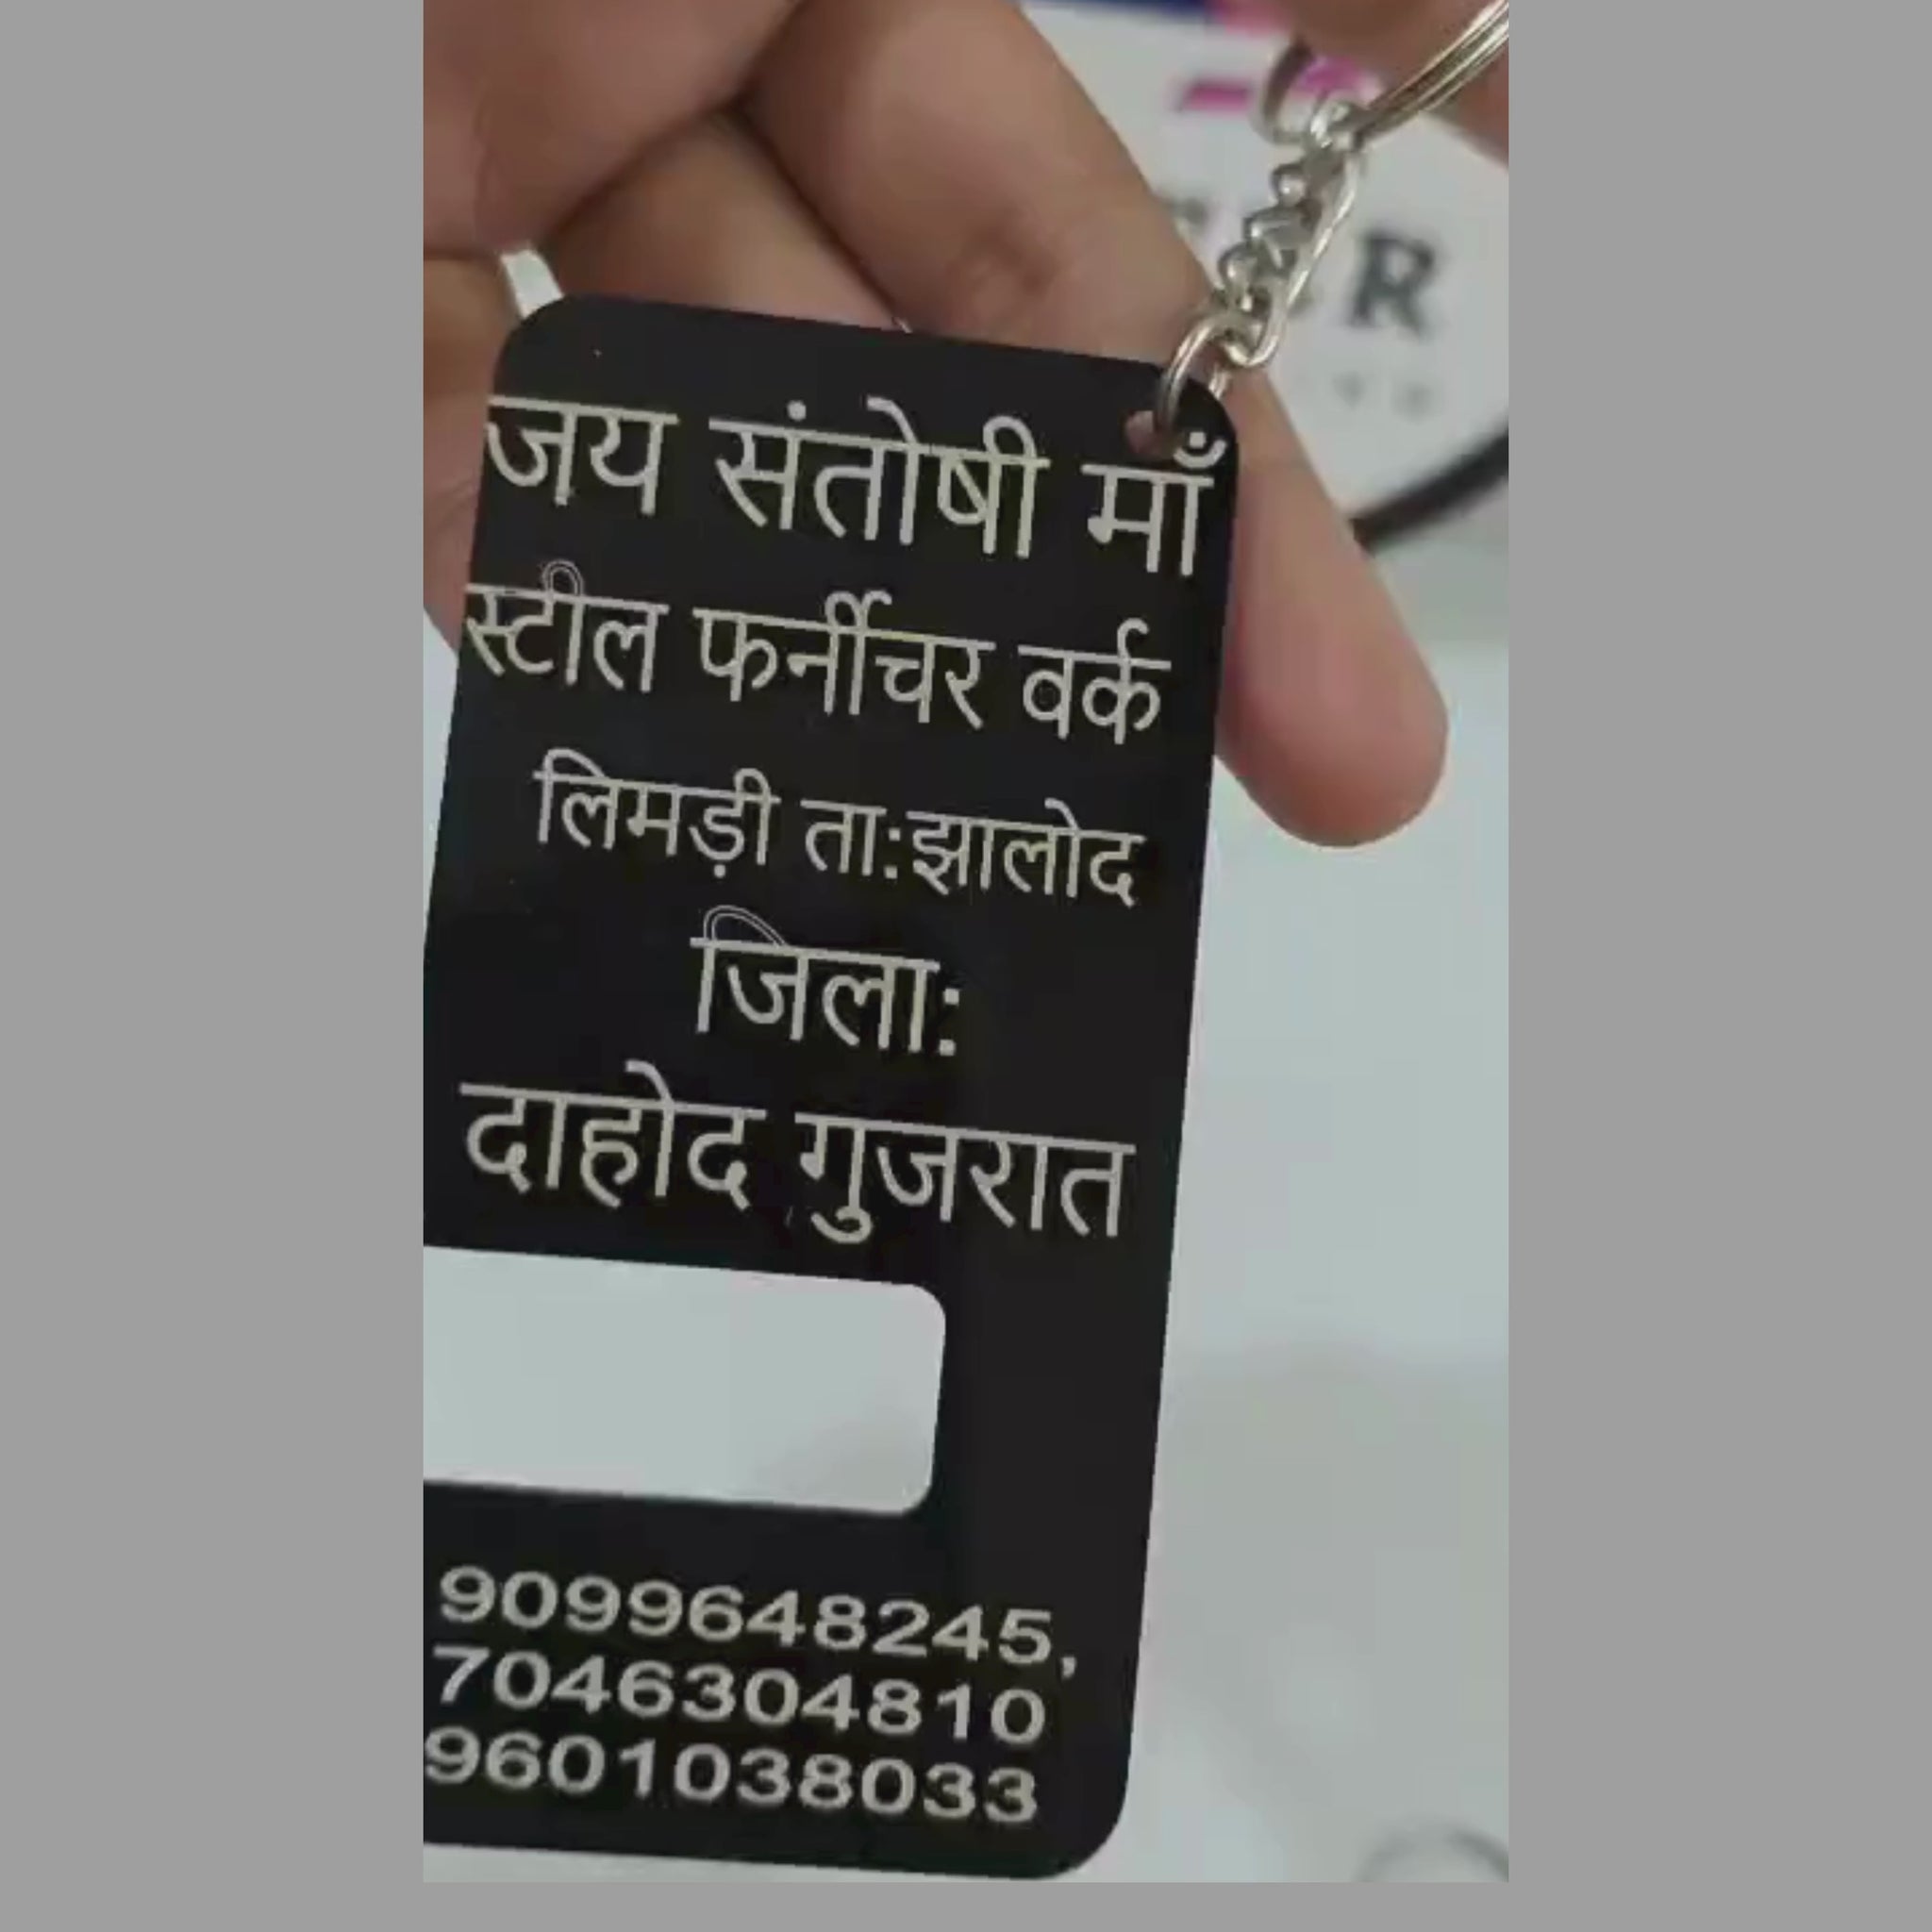 R
जय संतोषी माँ
स्टील फर्नीचर वर्क
लिमड़ी ता:झालोद
जिला:
दाहोद गुजरात
9099648245,
7046304810
9601038033